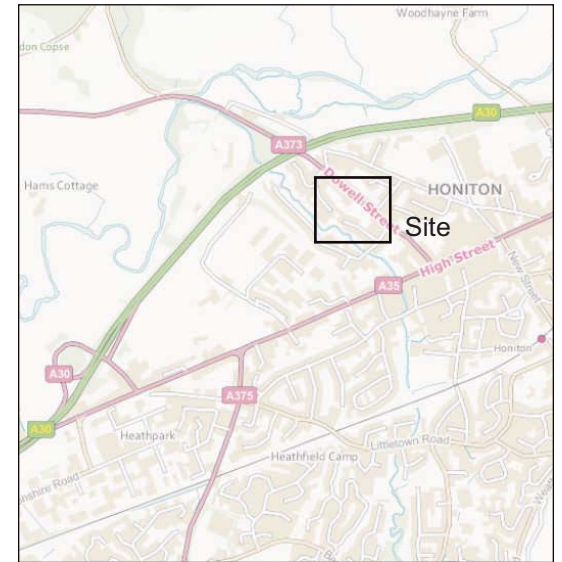 Woodhayne Farm
don Copse
A30
A373
Hams Cottage
HONITON
Dowell Street
Site
High Street
A35
New Street
Honiton
A30
A375
A30
Heathpark
Littletown Road
Heathfield Camp
nshire Road